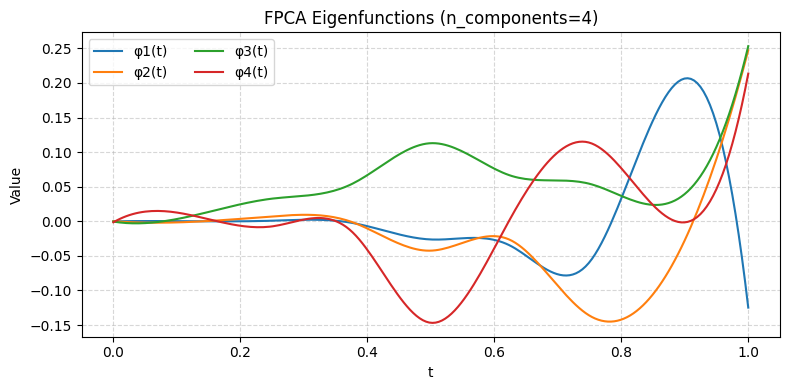 FPCA Eigenfunctions (n_components=4)
φ1(t)
φ2(t)
φ3(t)
φ4(t)
0.25
0.20
0.15
0.10
0.05
0.00
−0.05
−0.10
−0.15
Value
0.0 0.2 0.4 0.6 0.8 1.0
t